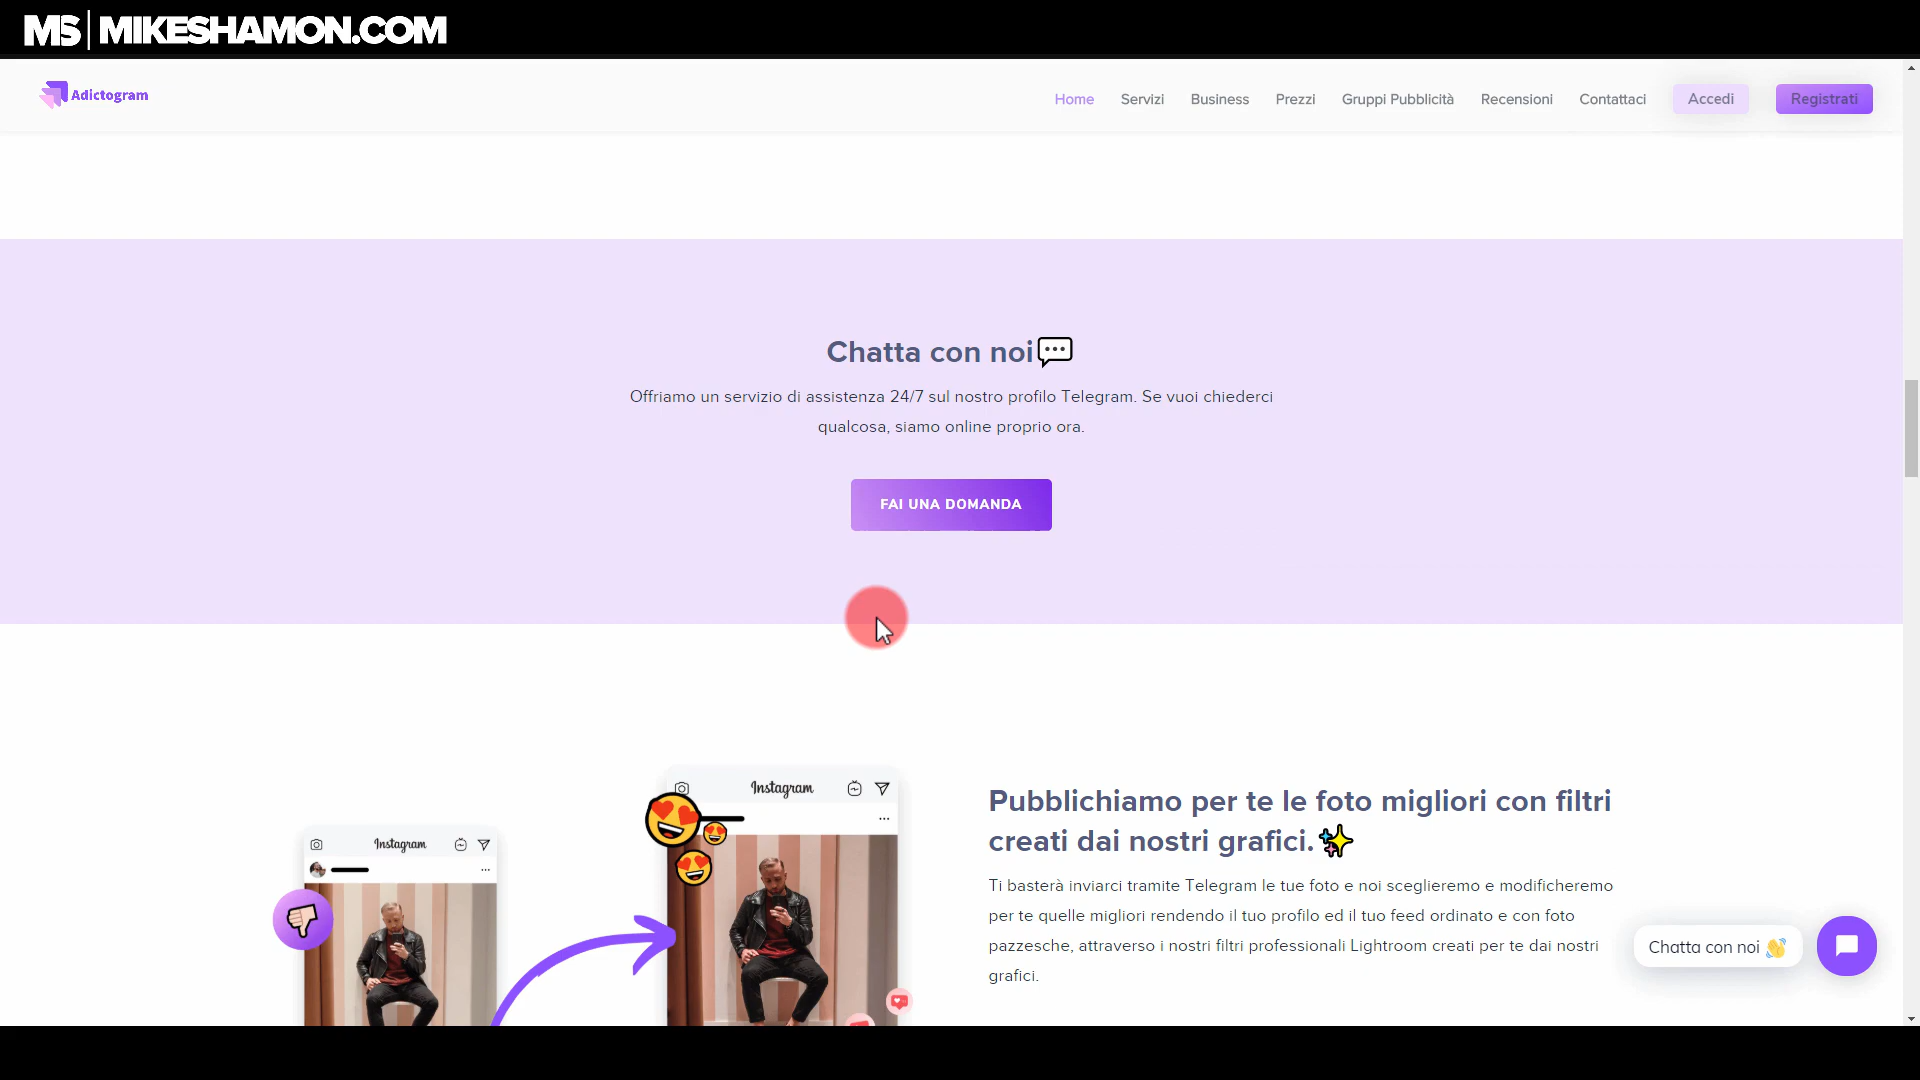 MS | MIKESHAMON.COM
Adictogram
Home Servizi Business Prezzi Gruppi Pubblicità Recensioni Contattaci Accedi Registrati
Chatta con noi
Offriamo un servizio di assistenza 24/7 sul nostro profilo Telegram. Se vuoi chiederci
qualcosa, siamo online proprio ora.
FAI UNA DOMANDA
Instagram
Instagram
Pubblichiamo per te le foto migliori con filtri
creati dai nostri grafici.
Ti basterà inviarci tramite Telegram le tue foto e noi sceglieremo e modificheremo
per te quelle migliori rendendo il tuo profilo ed il tuo feed ordinato e con foto
pazzesche, attraverso i nostri filtri professionali Lightroom creati per te dai nostri
grafici.
Chatta con noi 👋